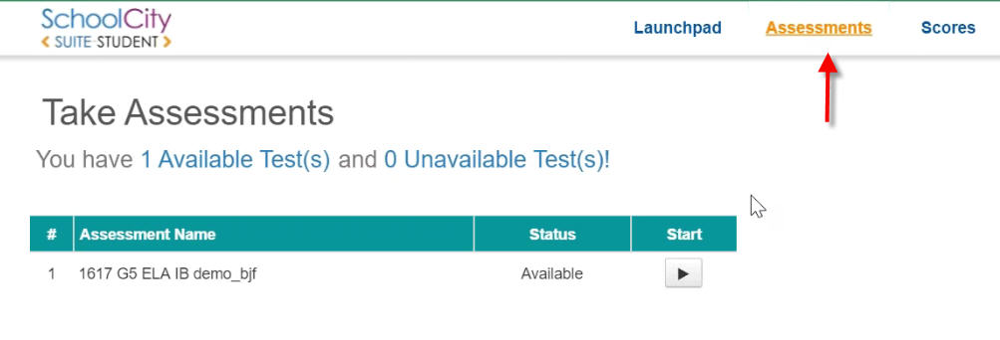 SchoolCity
SUITE STUDENT
Launchpad Assessments Scores
Take Assessments
You have 1 Available Test(s) and 0 Unavailable Test(s)!
# Assessment Name Status Start
1 1617 G5 ELA IB demo_bjf Available